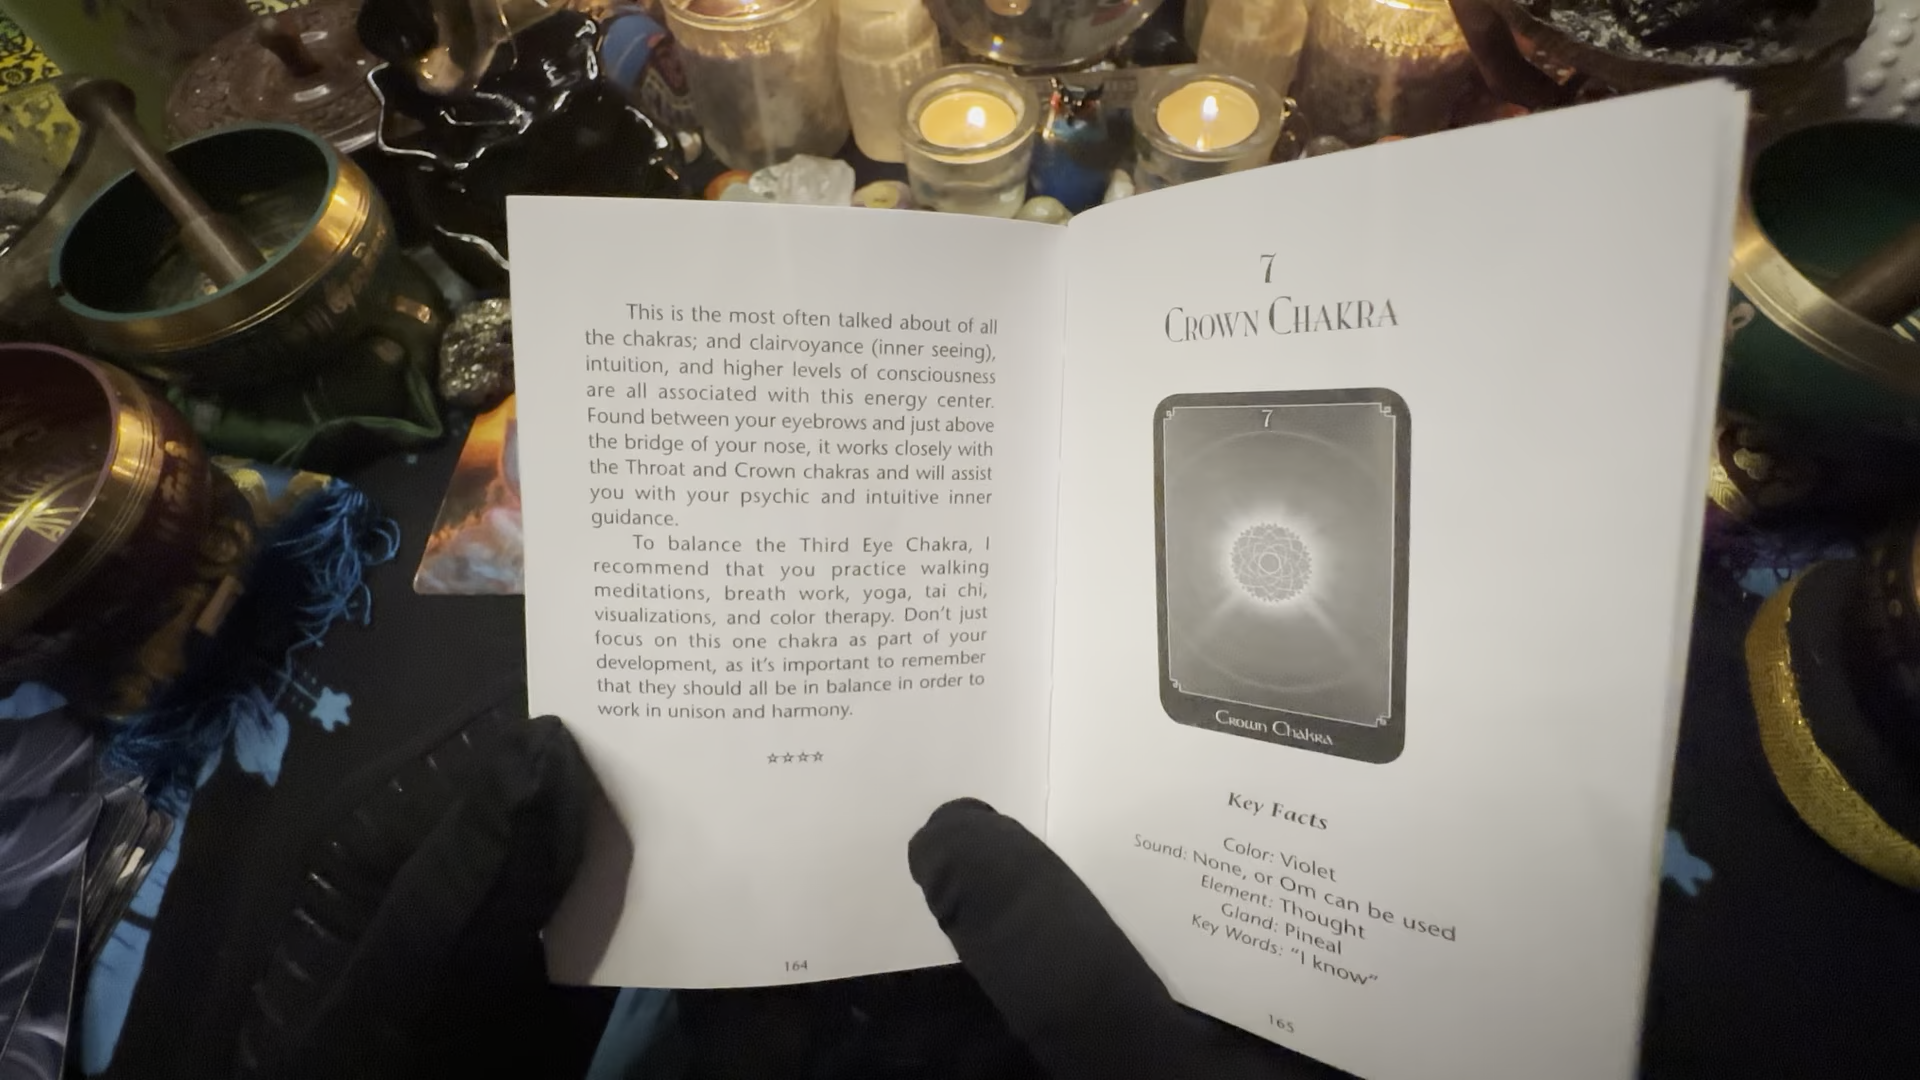 This is the most often talked about of all
the chakras; and clairvoyance (inner seeing),
intuition, and higher levels of consciousness
are all associated with this energy center.
Found between your eyebrows and just above
the bridge of your nose, it works closely with
the Throat and Crown chakras and will assist
you with your psychic and intuitive inner
guidance.
To balance the Third Eye Chakra, I
recommend that you practice walking
meditations, breath work, yoga, tai chi,
visualizations, and color therapy. Don't just
focus on this one chakra as part of your
development, as it's important to remember
that they should all be in balance in order to
work in unison and harmony.
☆☆☆☆
164
7
Crown Chakra
7
Crown Chakra
Key Facts
Color: Violet
Sound: None, or Om can be used
Element: Thought
Gland: Pineal
Key Words: "I know"
165